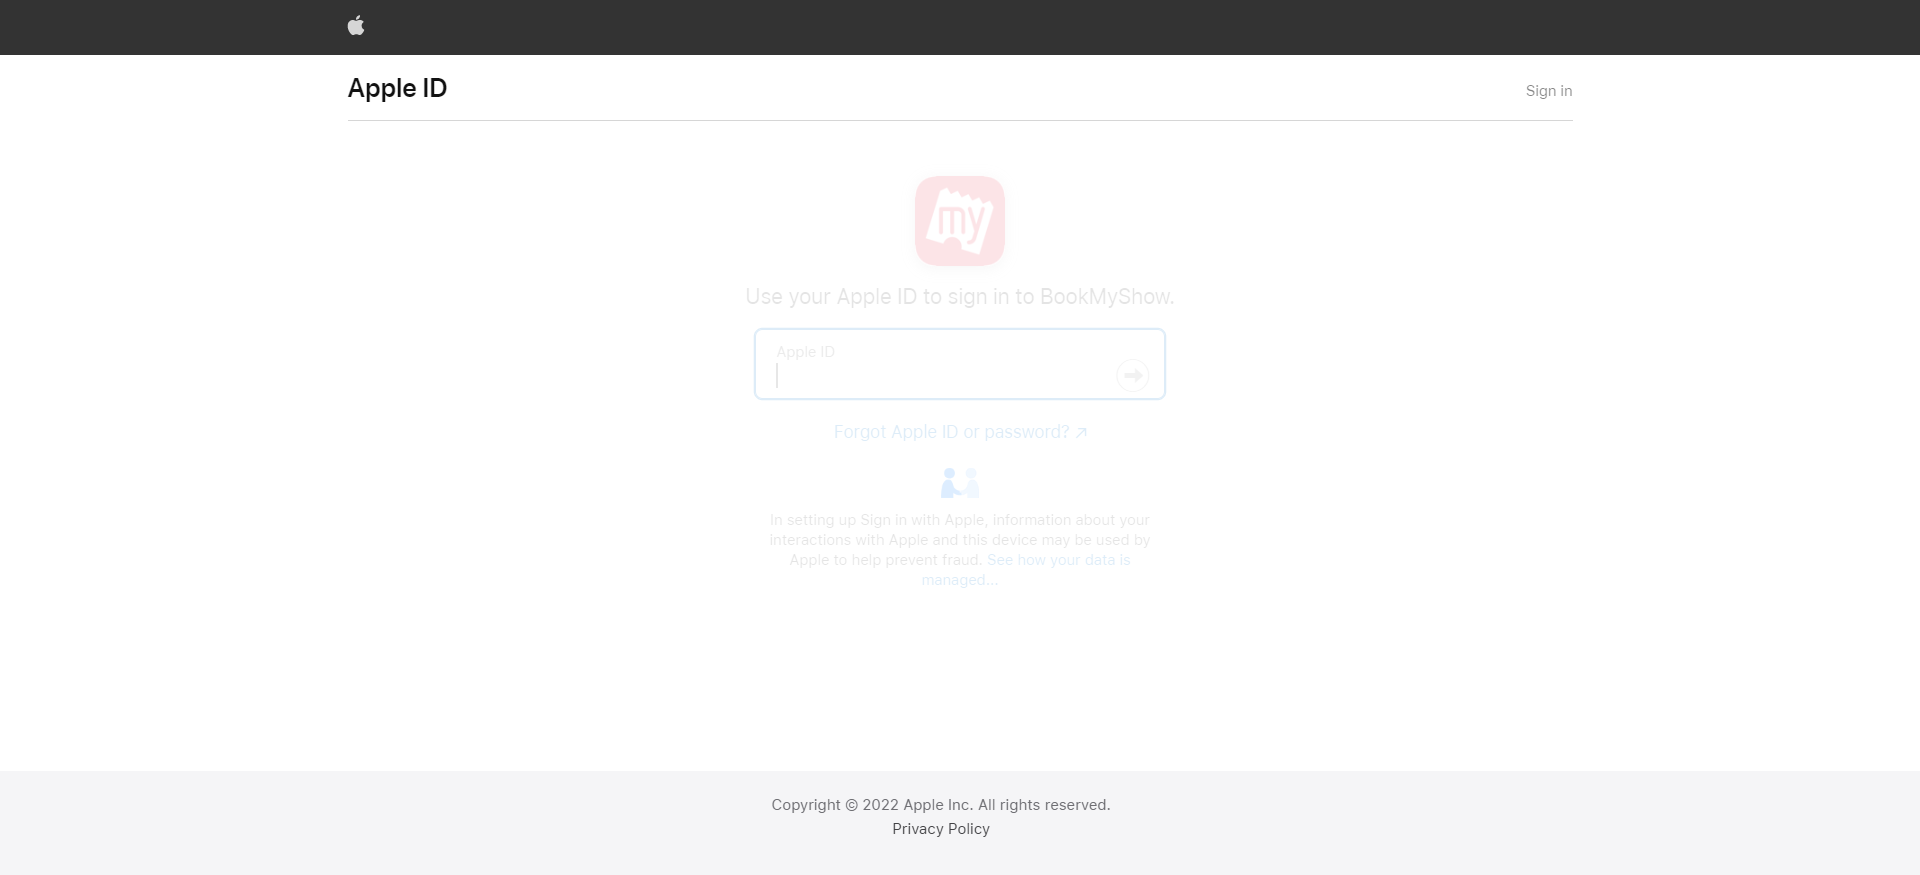 Apple ID
Sign in
my
Use your Apple ID to sign in to BookMyShow.
Apple ID
Forgot Apple ID or password? ↗
In setting up Sign in with Apple, information about your
interactions with Apple and this device may be used by
Apple to help prevent fraud. See how your data is
managed...
Copyright © 2022 Apple Inc. All rights reserved.
Privacy Policy